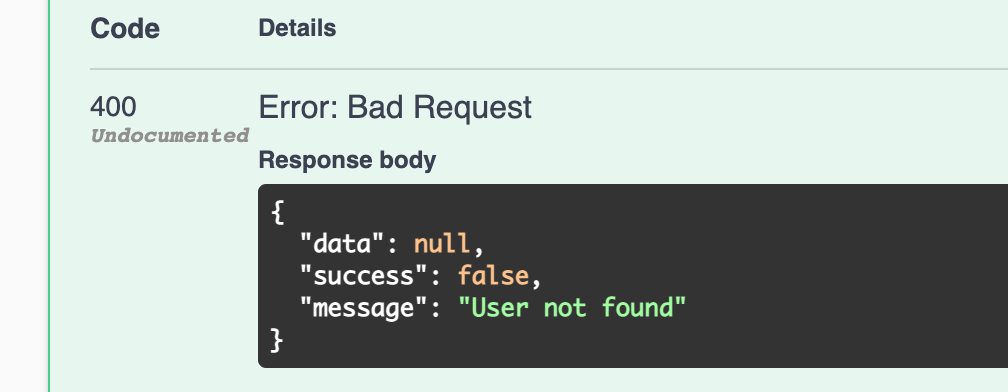 Code Details
400 Error: Bad Request
Undocumented
Response body
{
  "data": null,
  "success": false,
  "message": "User not found"
}